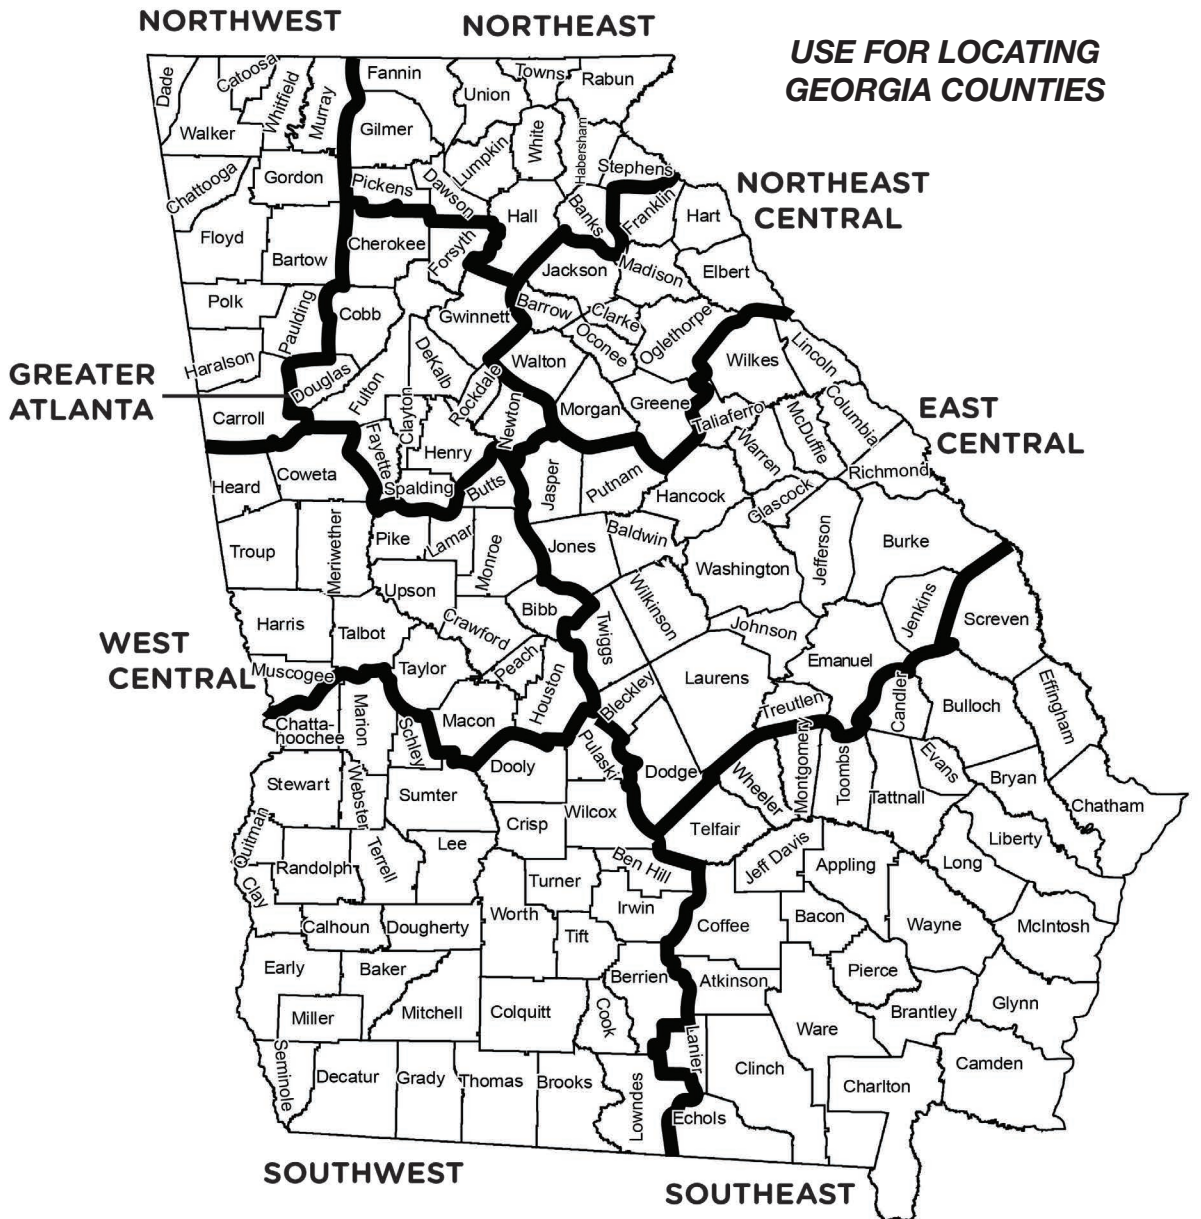 NORTHWEST
NORTHEAST
USE FOR LOCATING
GEORGIA COUNTIES
Dade
Catoosa
Whitfield
Murray
Fannin
Union
Towns
Rabun
Walker
Gilmer
Lumpkin
White
Habersham
Stephens
Chattooga
Gordon
Pickens
Dawson
Hall
Banks
Franklin
Hart
NORTHEAST
CENTRAL
Floyd
Bartow
Cherokee
Forsyth
Jackson
Madison
Elbert
Polk
Paulding
Cobb
Gwinnett
Barrow
Clarke
Oconee
Oglethorpe
Wilkes
Lincoln
Haralson
Douglas
Fulton
DeKalb
Rockdale
Walton
GREATER
ATLANTA
Carroll
Fayette
Clayton
Henry
Newton
Morgan
Greene
Taliaferro
Warren
McDuffie
Columbia
EAST
CENTRAL
Heard
Coweta
Spalding
Butts
Jasper
Putnam
Hancock
Glascock
Richmond
Troup
Meriwether
Pike
Lamar
Monroe
Jones
Baldwin
Washington
Jefferson
Burke
Upson
Harris
Talbot
Crawford
Bibb
Twiggs
Wilkinson
Johnson
Emanuel
Jenkins
Screven
WEST
CENTRAL
Muscogee
Taylor
Peach
Houston
Bleckley
Laurens
Treutlen
Candler
Bulloch
Effingham
Chatta-
hoochee
Marion
Schley
Macon
Dooly
Pulaski
Dodge
Wheeler
Montgomery
Toombs
Tattnall
Evans
Bryan
Chatham
Stewart
Webster
Sumter
Crisp
Wilcox
Telfair
Liberty
Quitman
Randolph
Terrell
Lee
Turner
Ben Hill
Jeff Davis
Appling
Long
Clay
Calhoun
Dougherty
Worth
Tift
Irwin
Coffee
Bacon
Wayne
McIntosh
Early
Baker
Mitchell
Colquitt
Cook
Berrien
Atkinson
Pierce
Brantley
Glynn
Miller
Lanier
Ware
Seminole
Decatur
Grady
Thomas
Brooks
Lowndes
Echols
Clinch
Charlton
Camden
SOUTHWEST
SOUTHEAST